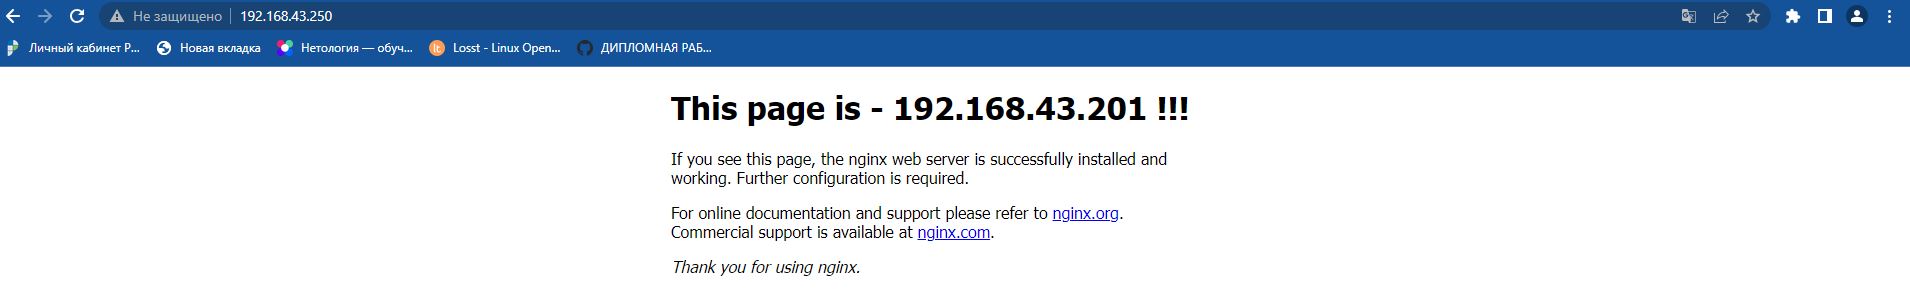 Не защищено 192.168.43.250
Личный кабинет Р... Новая вкладка Нетология — обуч... lt Losst - Linux Open... ДИПЛОМНАЯ РАБ...
This page is - 192.168.43.201 !!!
If you see this page, the nginx web server is successfully installed and
working. Further configuration is required.
For online documentation and support please refer to nginx.org.
Commercial support is available at nginx.com.
Thank you for using nginx.